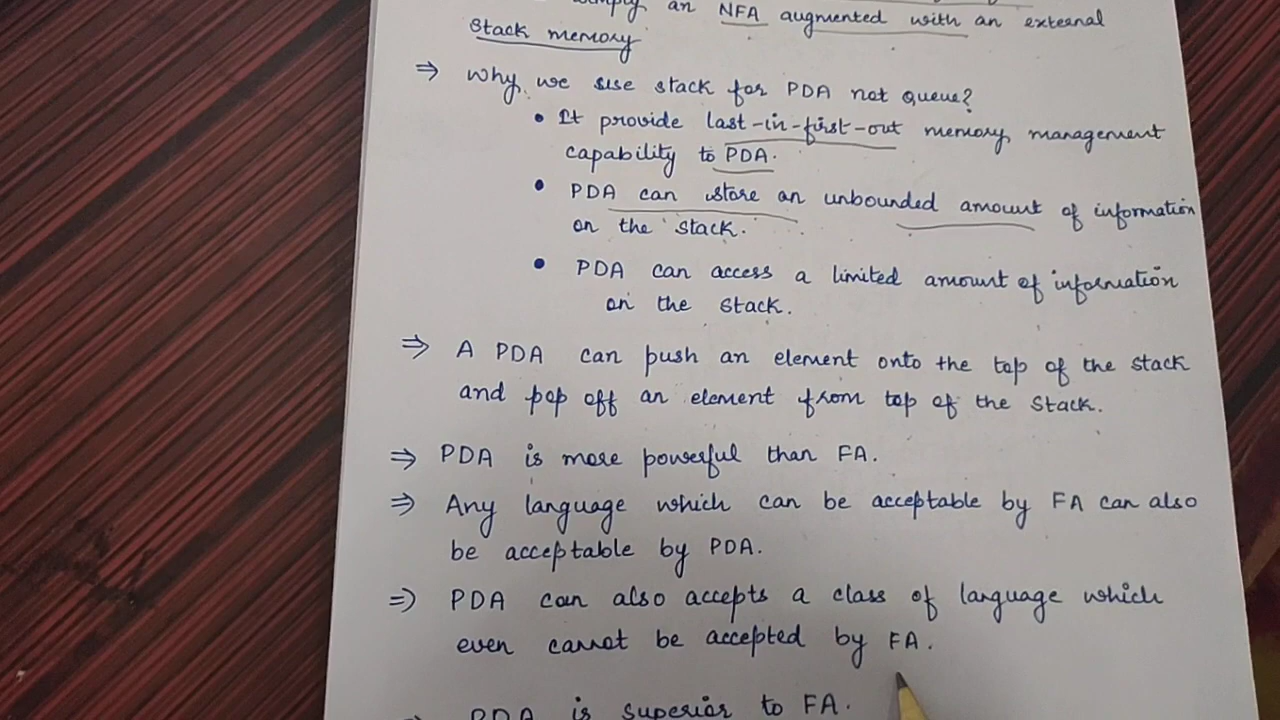 simply an NFA augmented with an external
Stack memory
⇒ Why we use stack for PDA not Queue?
• It provide last-in-first-out memory management
capability to PDA.
• PDA can store an unbounded amount of information
on the stack.
• PDA can access a limited amount of information
on the stack.
⇒ A PDA can push an element onto the top of the stack
and pop off an element from top of the stack.
⇒ PDA is more powerful than FA.
⇒ Any language which can be acceptable by FA can also
be acceptable by PDA.
⇒ PDA can also accepts a class of language which
even cannot be accepted by FA.
⇒ PDA is superior to FA.